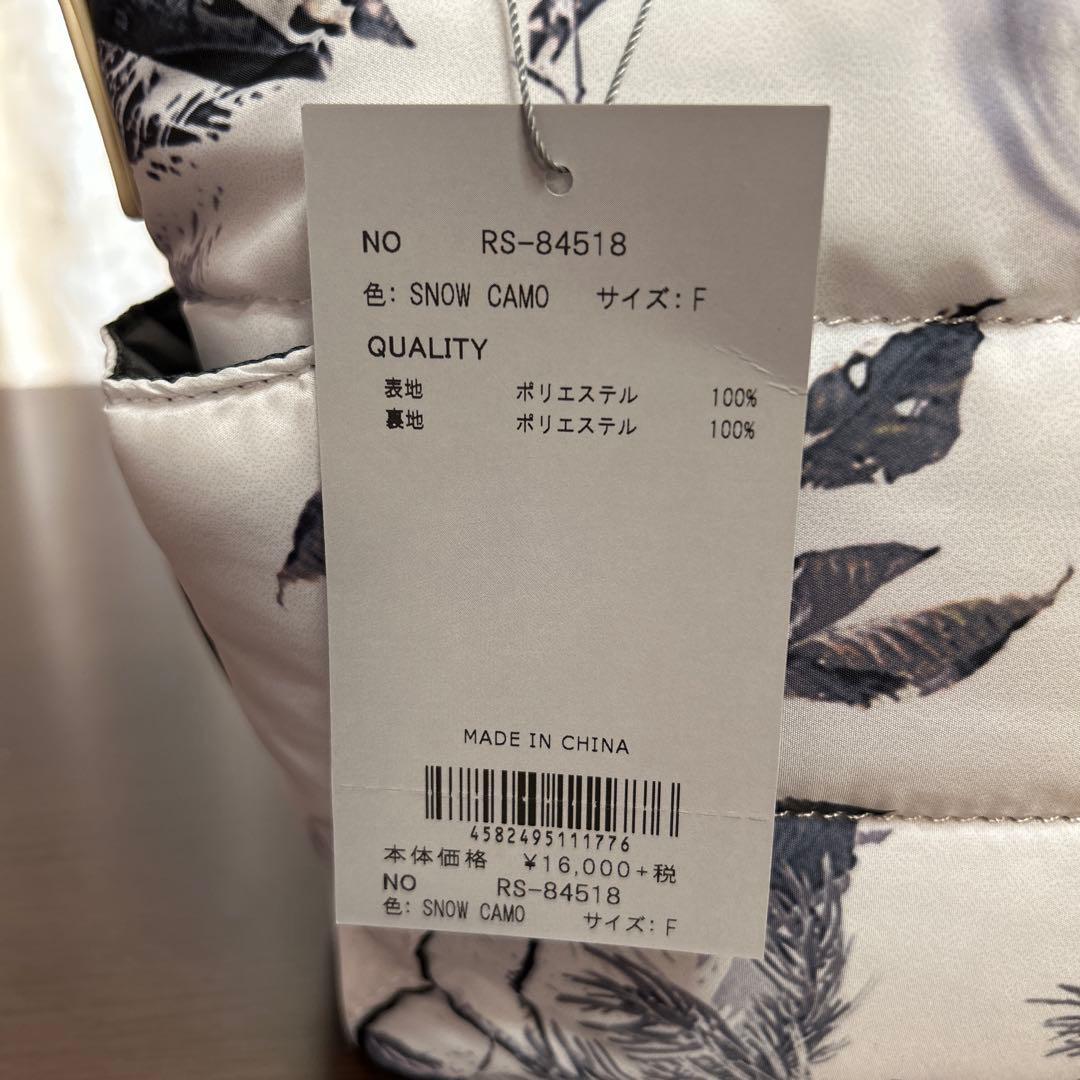 NO RS-84518
色: SNOW CAMO サイズ: F
QUALITY
表地 ポリエステル 100%
裏地 ポリエステル 100%
MADE IN CHINA
4582495111776
本体価格 ¥16,000+税
NO RS-84518
色: SNOW CAMO サイズ: F